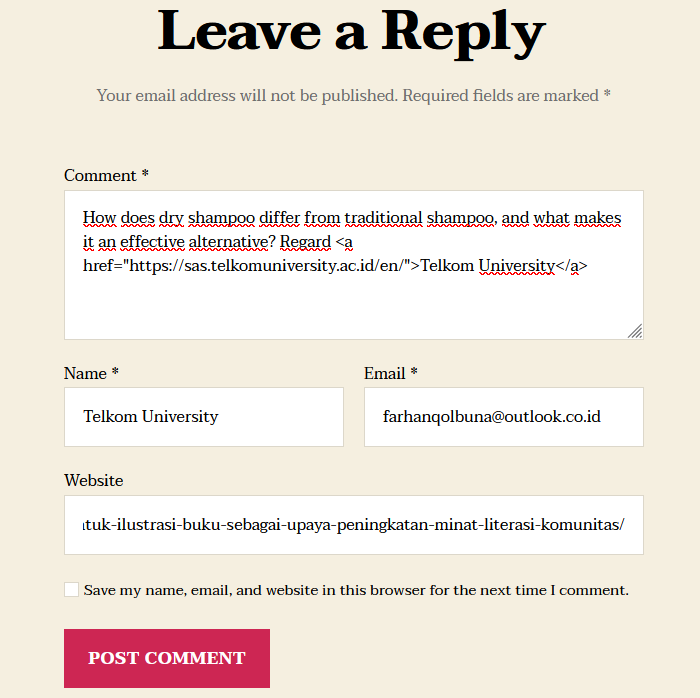 Leave a Reply
Your email address will not be published. Required fields are marked *
Comment *
How does dry shampoo differ from traditional shampoo, and what makes
it an effective alternative? Regard <a
href="https://sas.telkomuniversity.ac.id/en/">Telkom University</a>
Name *
Email *
Telkom University
farhanqolbuna@outlook.co.id
Website
tuk-ilustrasi-buku-sebagai-upaya-peningkatan-minat-literasi-komunitas/
Save my name, email, and website in this browser for the next time I comment.
POST COMMENT